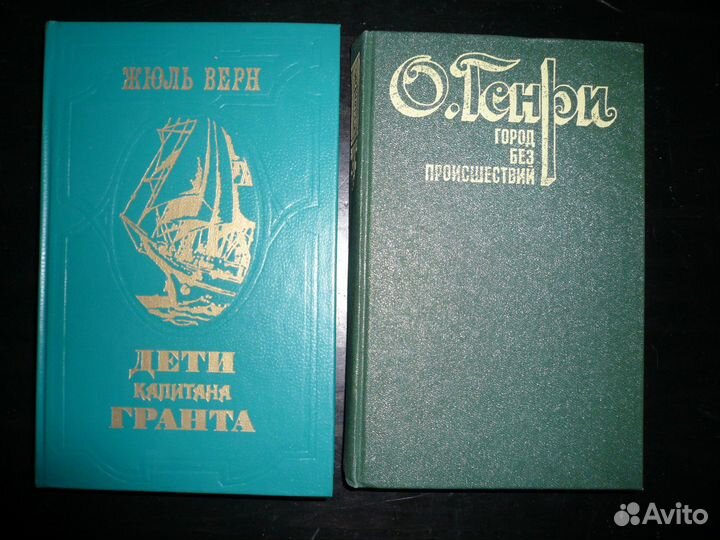 ЖЮЛЬ ВЕРН
ДЕТИ
КАПИТАНА
ГРАНТА
О.Генри
ГОРОД
БЕЗ
ПРОИСШЕСТВИЙ
Avito